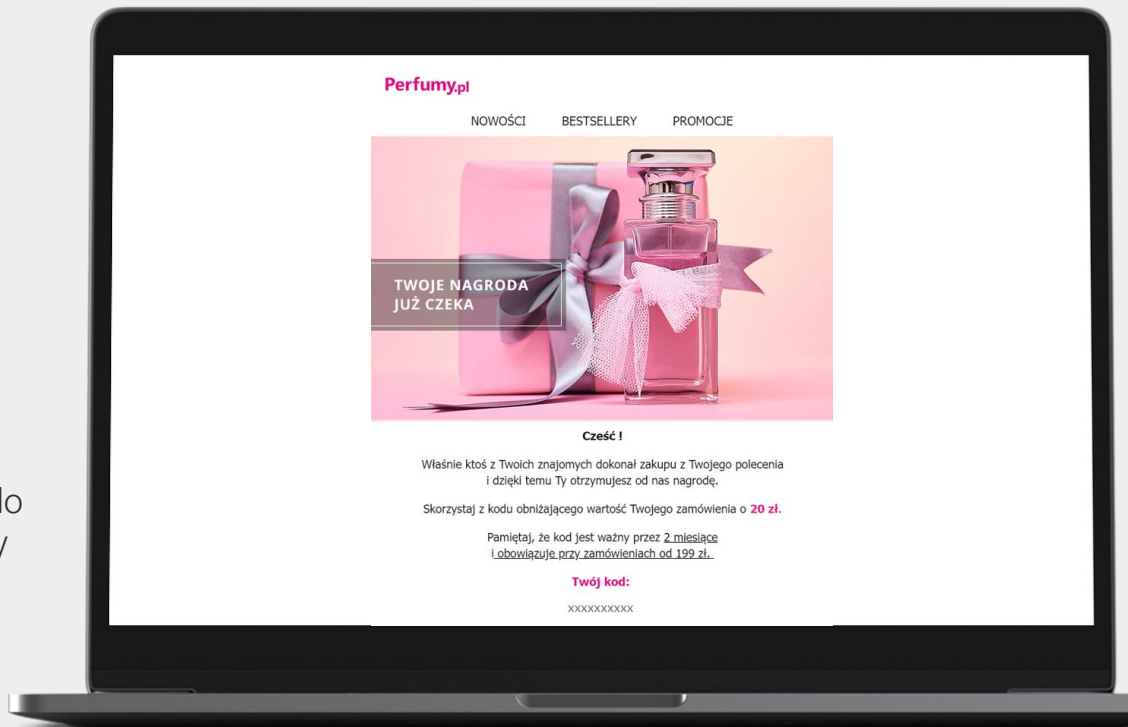 Perfumy.pl
NOWOŚCI BESTSELLERY PROMOCJE
TWOJE NAGRODA
JUŻ CZEKA
Cześć !
Właśnie ktoś z Twoich znajomych dokonał zakupu z Twojego polecenia
i dzięki temu Ty otrzymujesz od nas nagrodę.
Skorzystaj z kodu obniżającego wartość Twojego zamówienia o 20 zł.
Pamiętaj, że kod jest ważny przez 2 miesiące
i obowiązuje przy zamówieniach od 199 zł.
Twój kod:
xxxxxxxxxx